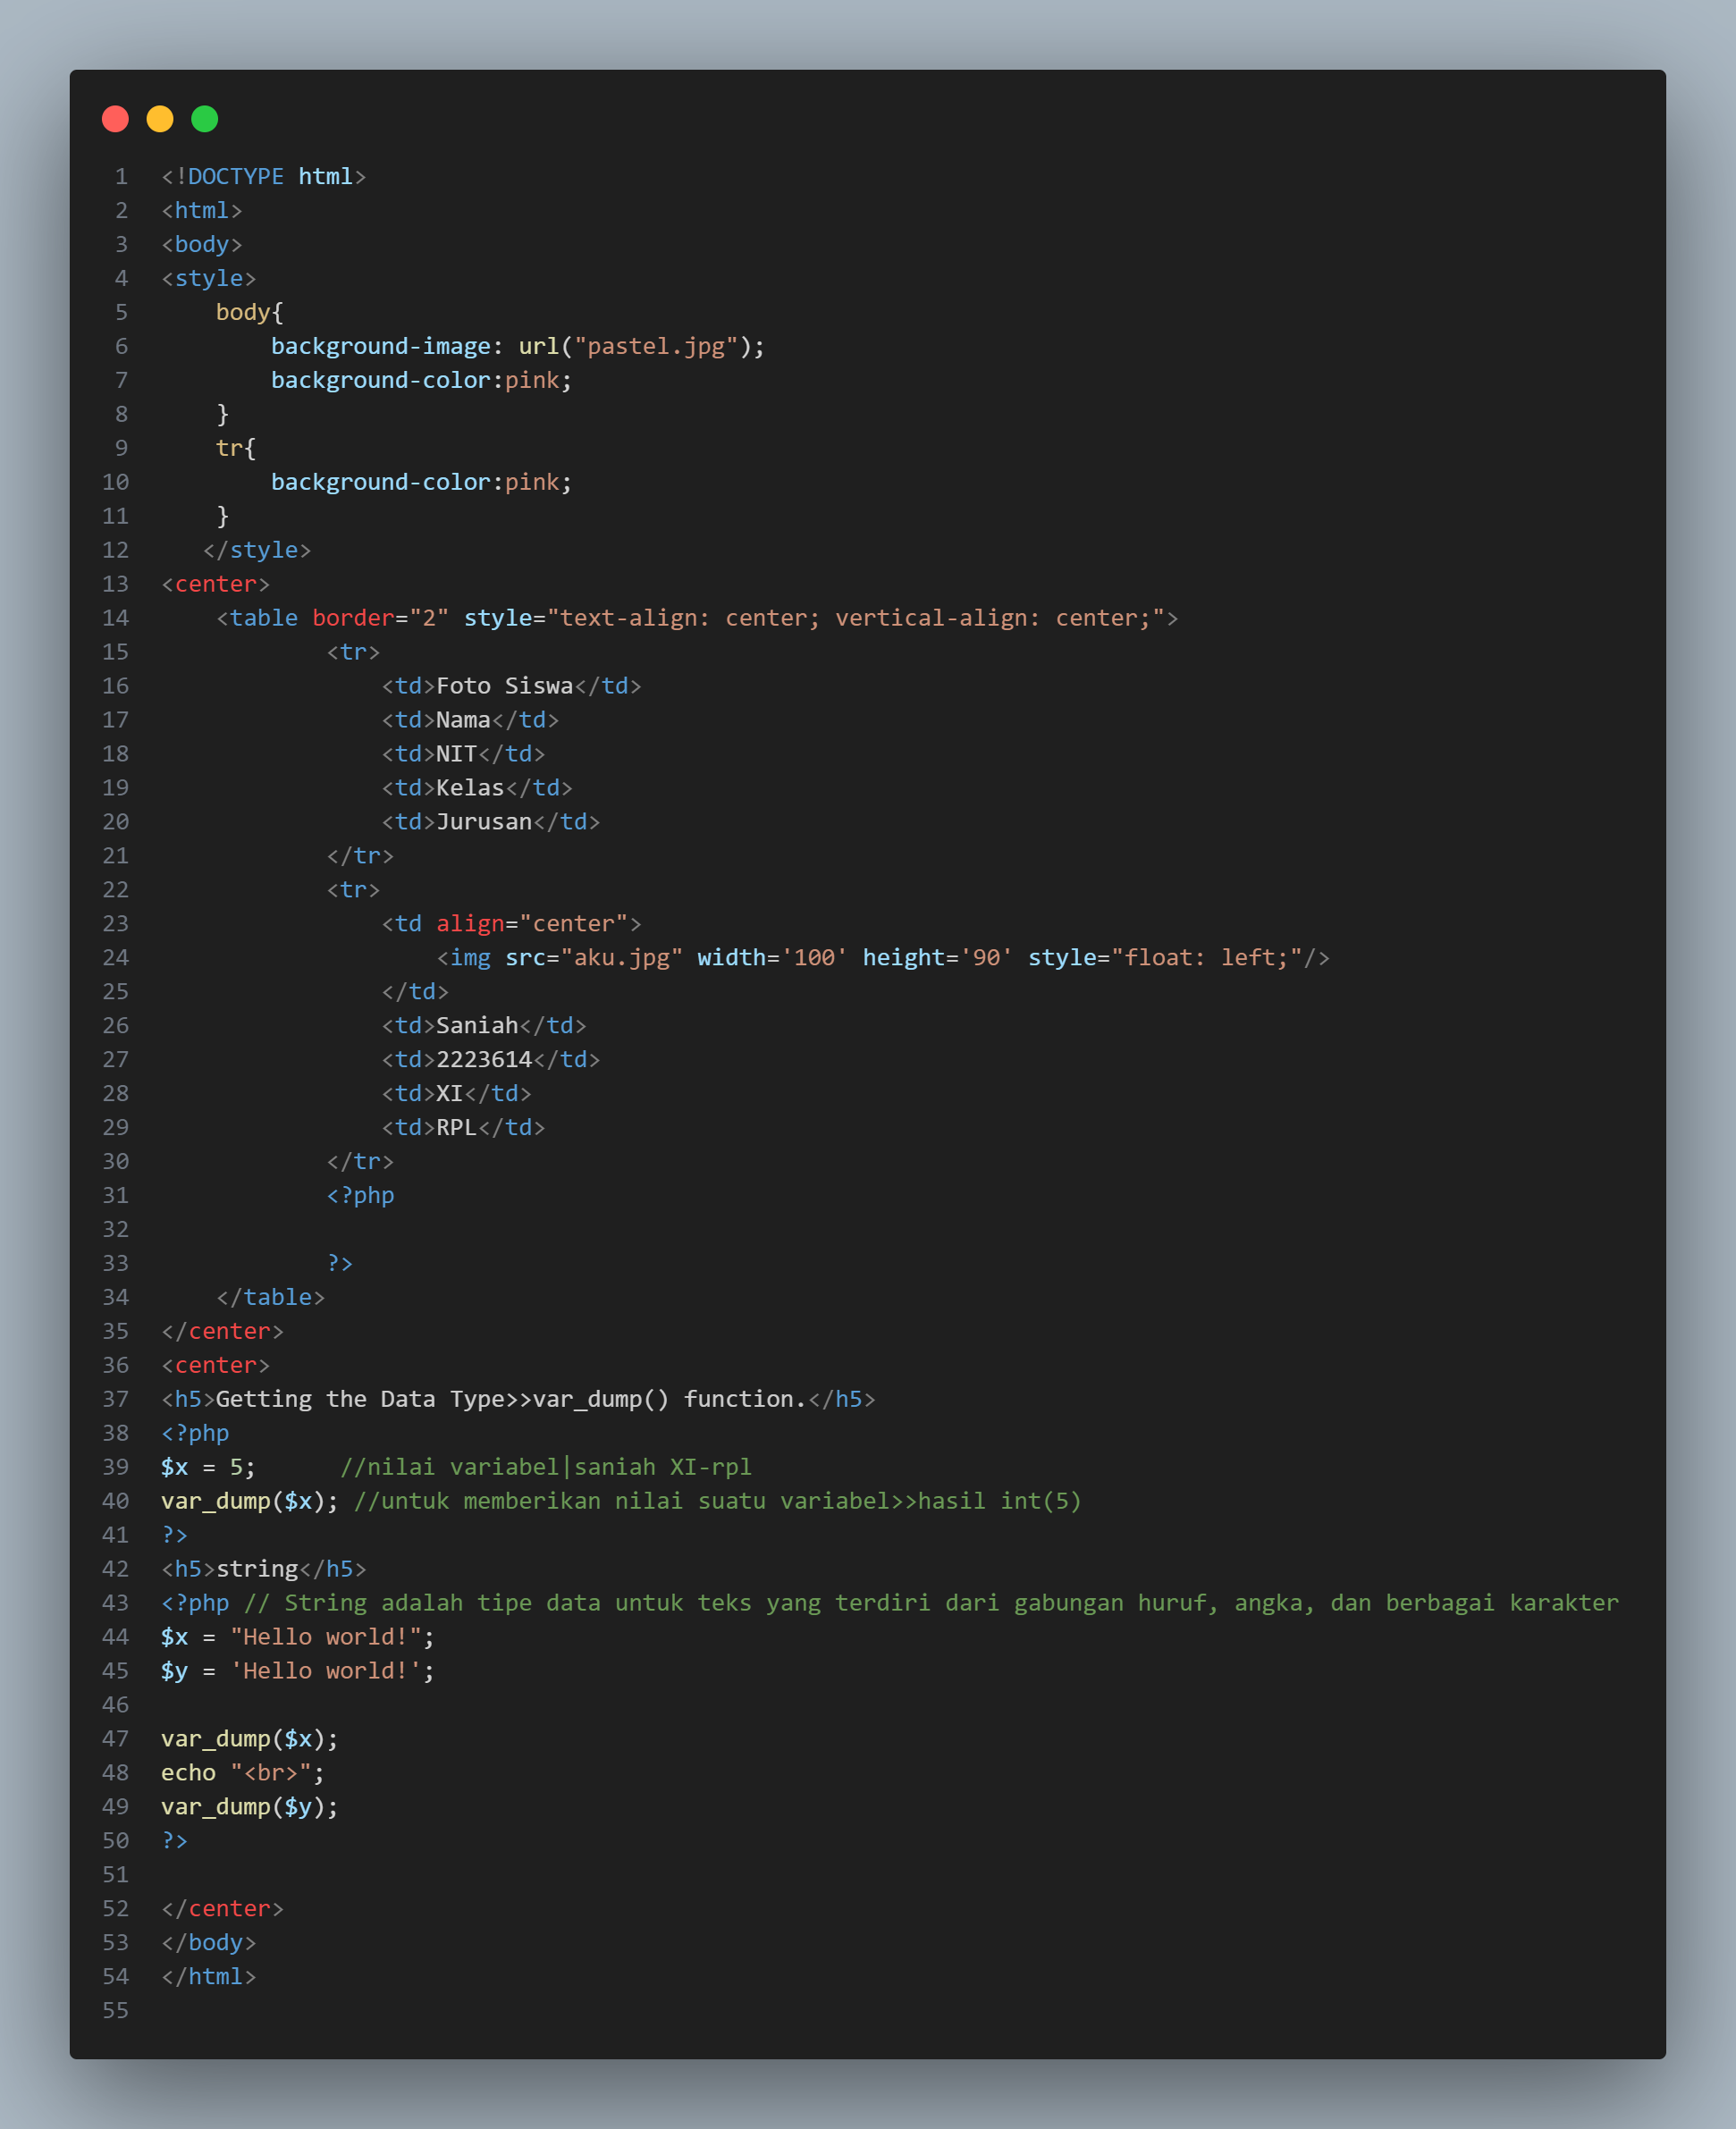 1 <!DOCTYPE html>
2 <html>
3 <body>
4 <style>
5     body{
6         background-image: url("pastel.jpg");
7         background-color:pink;
8     }
9     tr{
10         background-color:pink;
11     }
12    </style>
13 <center>
14     <table border="2" style="text-align: center; vertical-align: center;">
15             <tr>
16                 <td>Foto Siswa</td>
17                 <td>Nama</td>
18                 <td>NIT</td>
19                 <td>Kelas</td>
20                 <td>Jurusan</td>
21             </tr>
22             <tr>
23                 <td align="center">
24                     <img src="aku.jpg" width='100' height='90' style="float: left;"/>
25                 </td>
26                 <td>Saniah</td>
27                 <td>2223614</td>
28                 <td>XI</td>
29                 <td>RPL</td>
30             </tr>
31             <?php
32
33             ?>
34     </table>
35 </center>
36 <center>
37 <h5>Getting the Data Type>>var_dump() function.</h5>
38 <?php
39 $x = 5;      //nilai variabel|saniah XI-rpl
40 var_dump($x); //untuk memberikan nilai suatu variabel>>hasil int(5)
41 ?>
42 <h5>string</h5>
43 <?php // String adalah tipe data untuk teks yang terdiri dari gabungan huruf, angka, dan berbagai karakter
44 $x = "Hello world!";
45 $y = 'Hello world!';
46
47 var_dump($x);
48 echo "<br>";
49 var_dump($y);
50 ?>
51
52 </center>
53 </body>
54 </html>
55